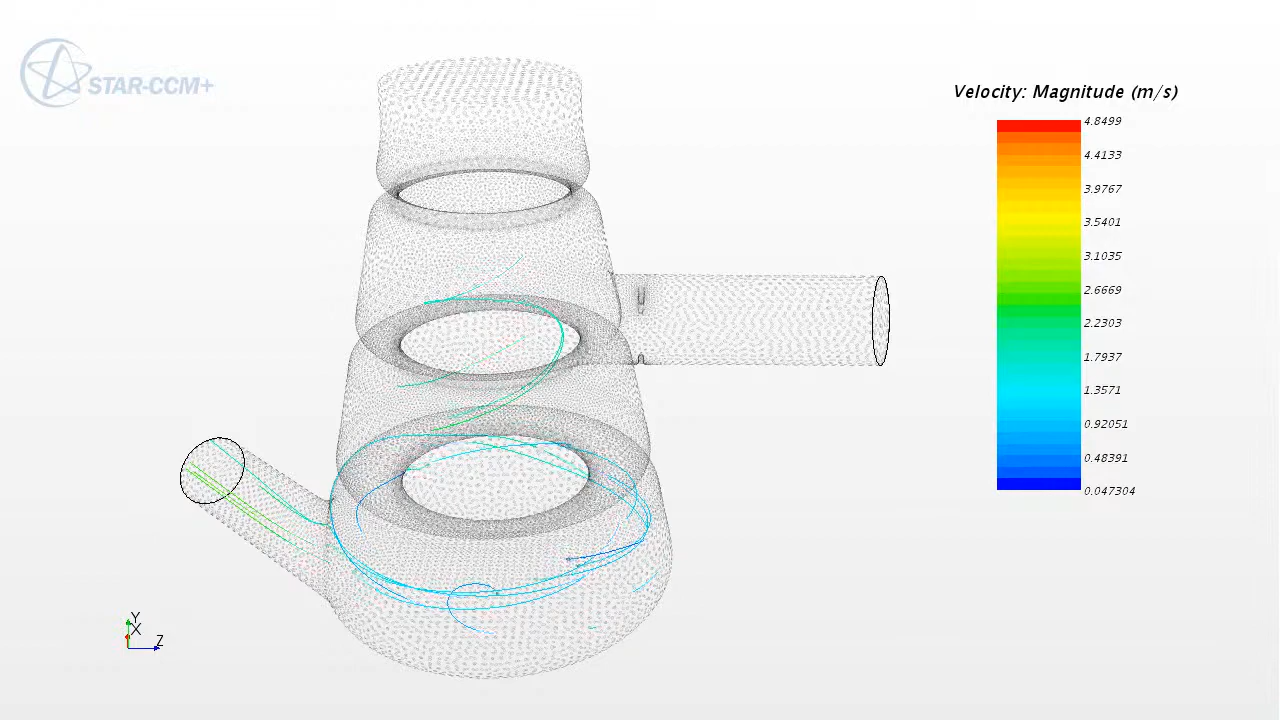 STAR-CCM+
Velocity: Magnitude (m/s)
4.8499
4.4133
3.9767
3.5401
3.1035
2.6669
2.2303
1.7937
1.3571
0.92051
0.48391
0.047304
Y
X
Z